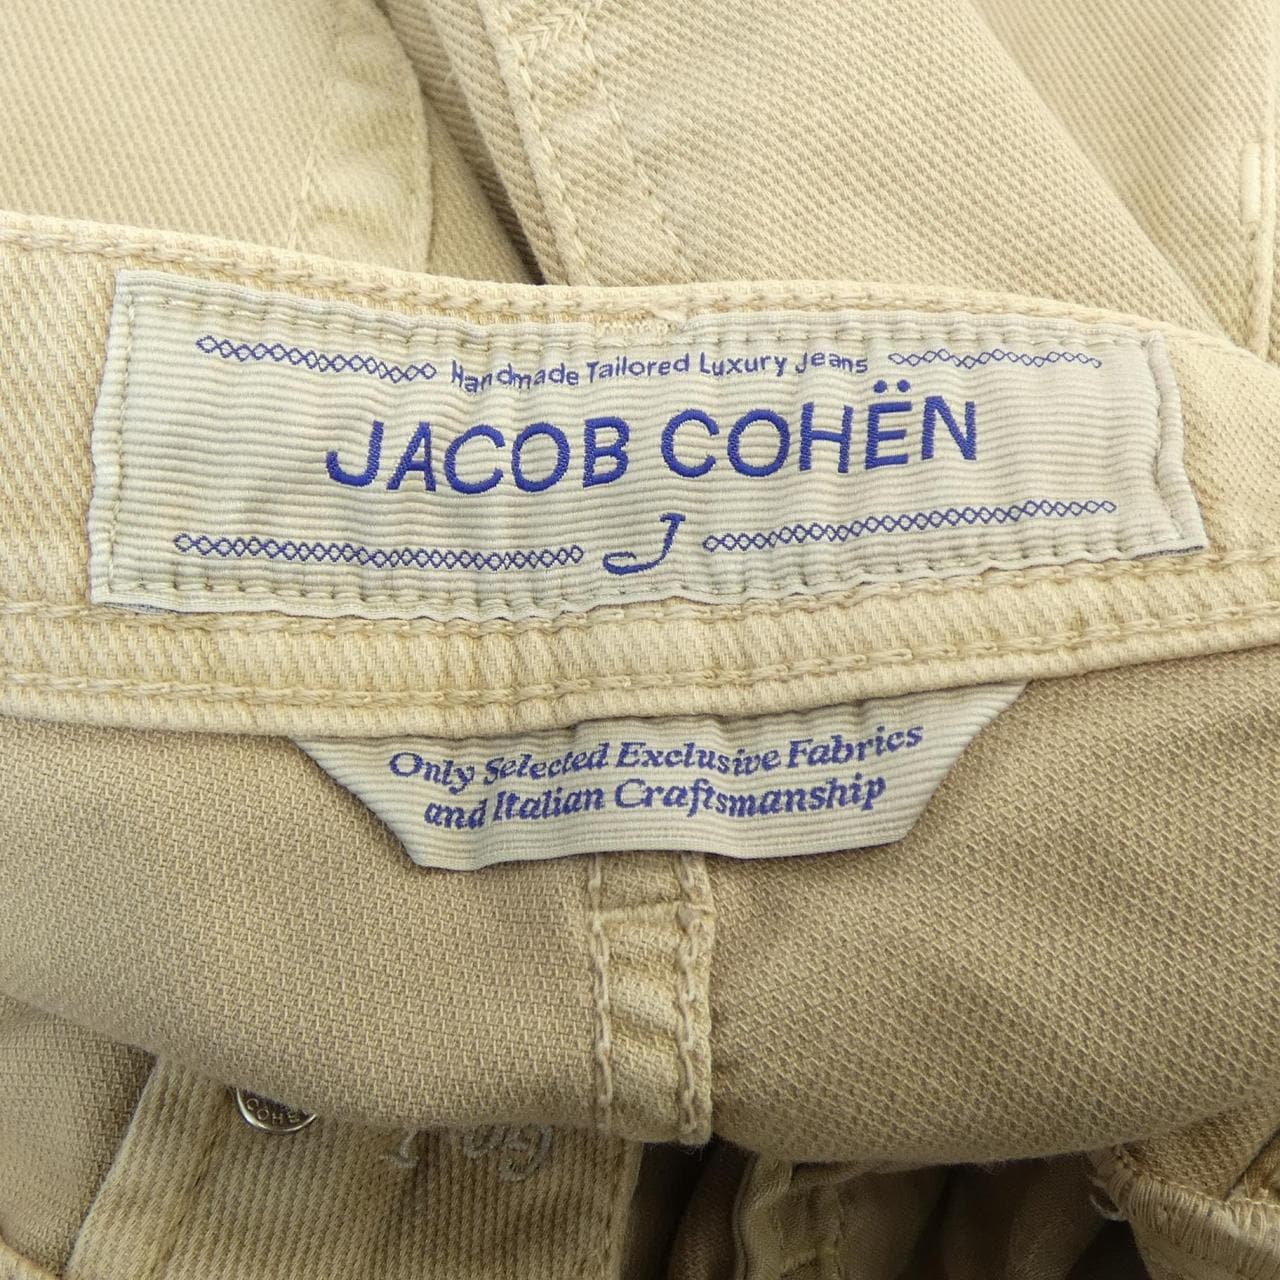 Handmade Tailored Luxury Jeans
JACOB COHËN
J
Only Selected Exclusive Fabrics
and Italian Craftsmanship